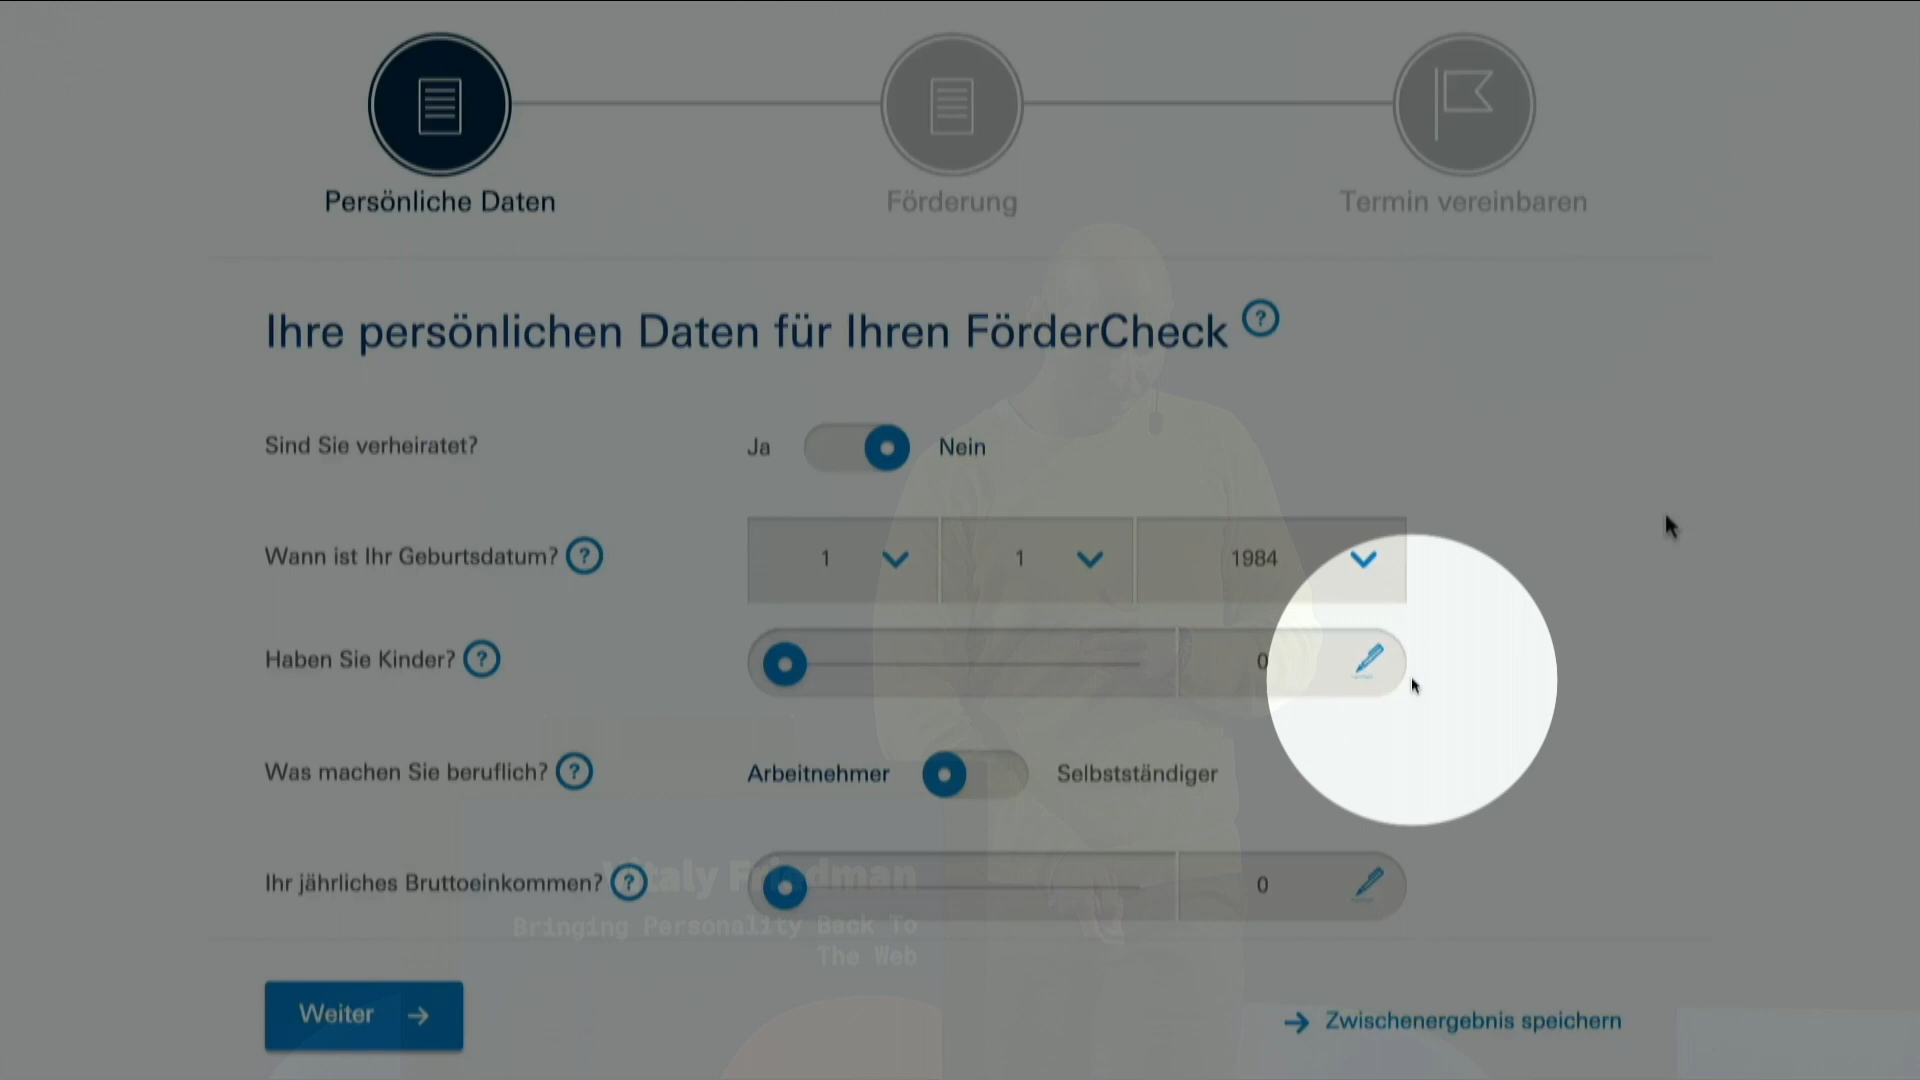 Persönliche Daten
Förderung
Termin vereinbaren
Ihre persönlichen Daten für Ihren FörderCheck ?
Sind Sie verheiratet?
Ja
Nein
Wann ist Ihr Geburtsdatum? ?
1
1
1984
Haben Sie Kinder? ?
0
Was machen Sie beruflich? ?
Arbeitnehmer
Selbstständiger
Ihr jährliches Bruttoeinkommen? ?
0
Vitaly Friedman
Bringing Personality Back To
The Web
Weiter
Zwischenergebnis speichern